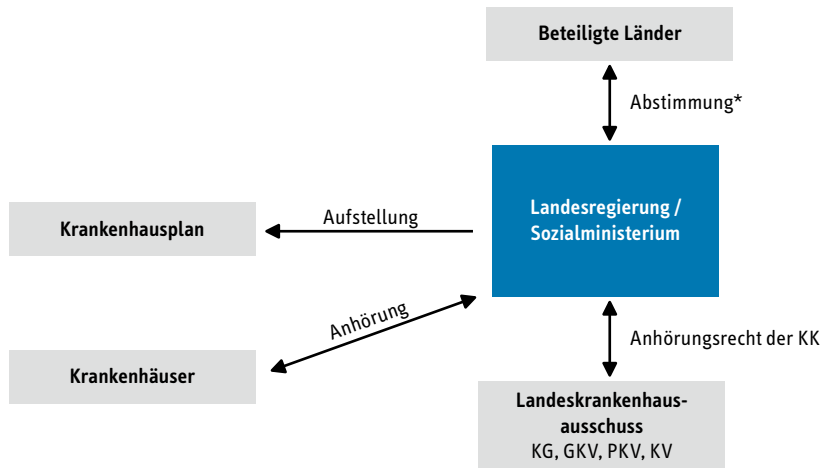 Beteiligte Länder
Abstimmung*
Landesregierung /
Sozialministerium
Aufstellung
Krankenhausplan
Anhörung
Krankenhäuser
Anhörungsrecht der KK
Landeskrankenhaus-
ausschuss
KG, GKV, PKV, KV